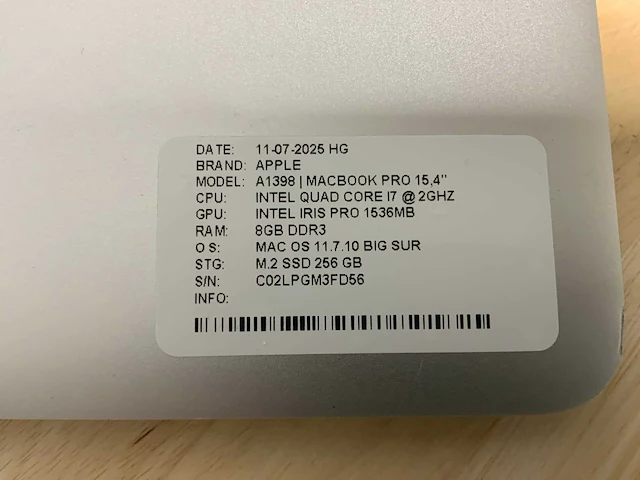 DATE: 11-07-2025 HG
BRAND: APPLE
MODEL: A1398 | MACBOOK PRO 15,4"
CPU: INTEL QUAD CORE I7 @ 2GHZ
GPU: INTEL IRIS PRO 1536MB
RAM: 8GB DDR3
OS: MAC OS 11.7.10 BIG SUR
STG: M.2 SSD 256 GB
S/N: C02LPGM3FD56
INFO: